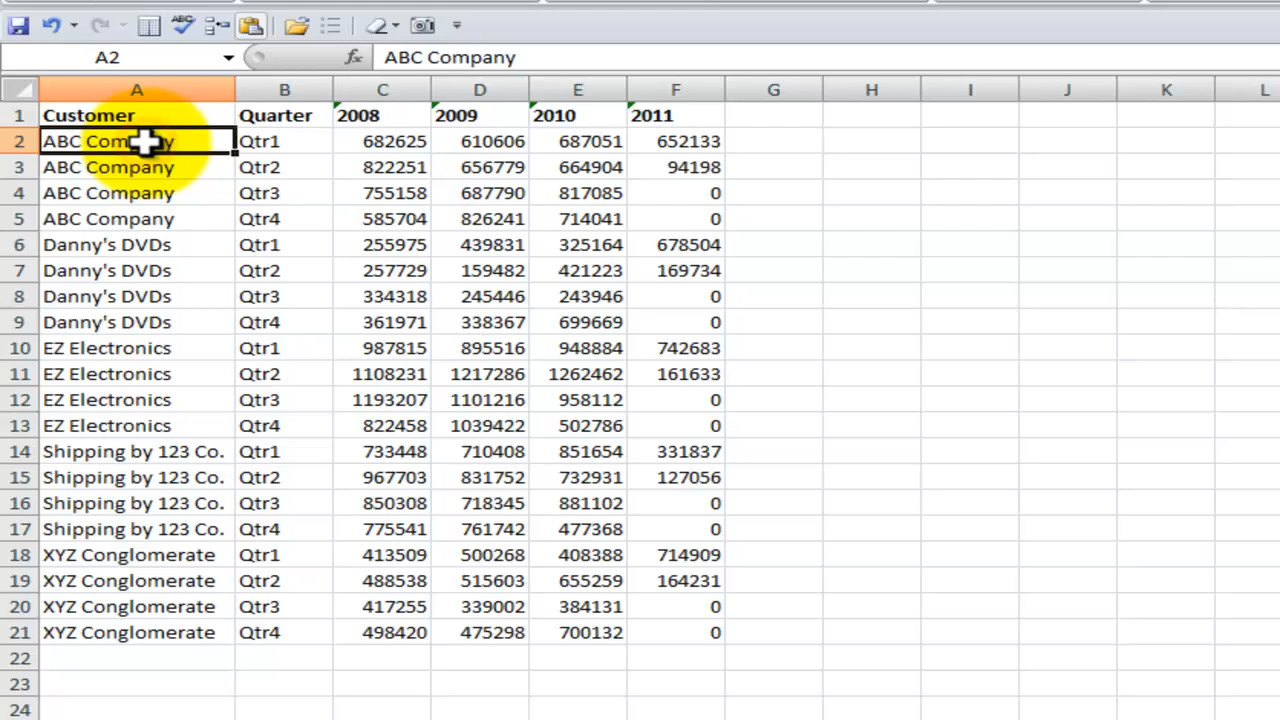 ABC
A2 fx ABC Company
A B C D E F G H I J K L
1 Customer Quarter 2008 2009 2010 2011
2 ABC Company Qtr1 682625 610606 687051 652133
3 ABC Company Qtr2 822251 656779 664904 94198
4 ABC Company Qtr3 755158 687790 817085 0
5 ABC Company Qtr4 585704 826241 714041 0
6 Danny's DVDs Qtr1 255975 439831 325164 678504
7 Danny's DVDs Qtr2 257729 159482 421223 169734
8 Danny's DVDs Qtr3 334318 245446 243946 0
9 Danny's DVDs Qtr4 361971 338367 699669 0
10 EZ Electronics Qtr1 987815 895516 948884 742683
11 EZ Electronics Qtr2 1108231 1217286 1262462 161633
12 EZ Electronics Qtr3 1193207 1101216 958112 0
13 EZ Electronics Qtr4 822458 1039422 502786 0
14 Shipping by 123 Co. Qtr1 733448 710408 851654 331837
15 Shipping by 123 Co. Qtr2 967703 831752 732931 127056
16 Shipping by 123 Co. Qtr3 850308 718345 881102 0
17 Shipping by 123 Co. Qtr4 775541 761742 477368 0
18 XYZ Conglomerate Qtr1 413509 500268 408388 714909
19 XYZ Conglomerate Qtr2 488538 515603 655259 164231
20 XYZ Conglomerate Qtr3 417255 339002 384131 0
21 XYZ Conglomerate Qtr4 498420 475298 700132 0
22
23
24